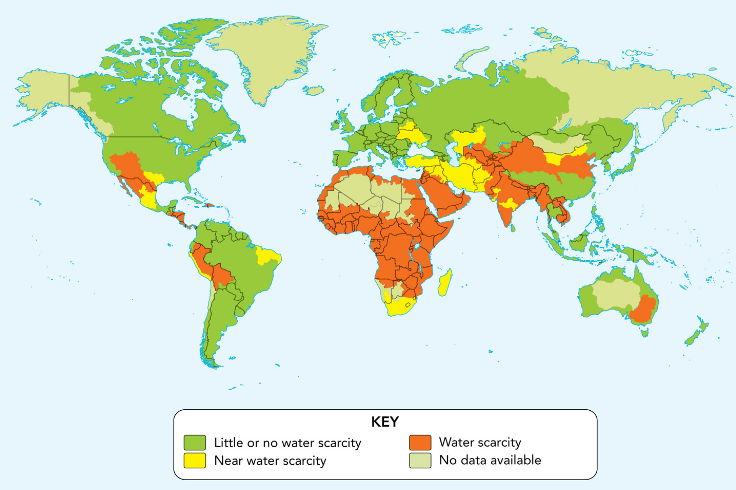 KEY
Little or no water scarcity
Near water scarcity
Water scarcity
No data available